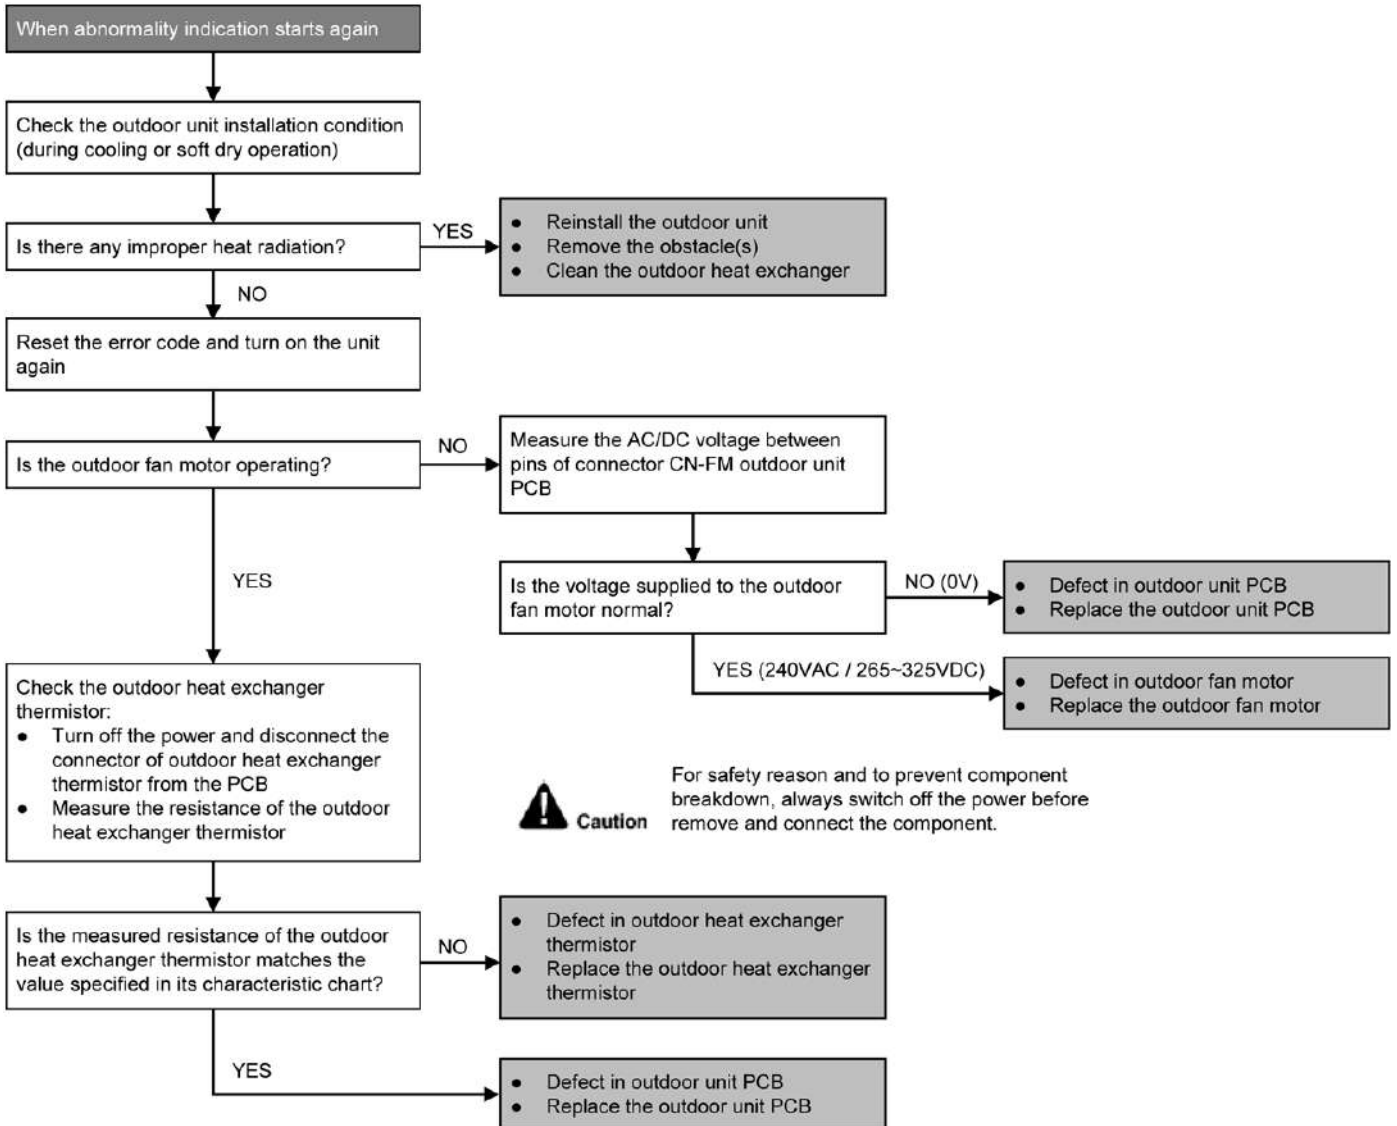 When abnormality indication starts again
Check the outdoor unit installation condition
(during cooling or soft dry operation)
Is there any improper heat radiation?
YES
● Reinstall the outdoor unit
● Remove the obstacle(s)
● Clean the outdoor heat exchanger
NO
Reset the error code and turn on the unit
again
Is the outdoor fan motor operating?
NO
Measure the AC/DC voltage between
pins of connector CN-FM outdoor unit
PCB
Is the voltage supplied to the outdoor
fan motor normal?
NO (0V)
● Defect in outdoor unit PCB
● Replace the outdoor unit PCB
YES (240VAC / 265~325VDC)
● Defect in outdoor fan motor
● Replace the outdoor fan motor
YES
Check the outdoor heat exchanger
thermistor:
● Turn off the power and disconnect the
connector of outdoor heat exchanger
thermistor from the PCB
● Measure the resistance of the outdoor
heat exchanger thermistor
Caution
For safety reason and to prevent component
breakdown, always switch off the power before
remove and connect the component.
Is the measured resistance of the outdoor
heat exchanger thermistor matches the
value specified in its characteristic chart?
NO
● Defect in outdoor heat exchanger
thermistor
● Replace the outdoor heat exchanger
thermistor
YES
● Defect in outdoor unit PCB
● Replace the outdoor unit PCB